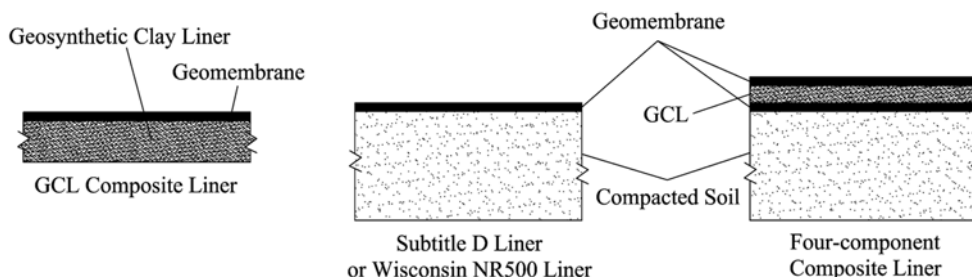 Geosynthetic Clay Liner
Geomembrane
GCL Composite Liner
Geomembrane
GCL
Compacted Soil
Subtitle D Liner
or Wisconsin NR500 Liner
Four-component
Composite Liner